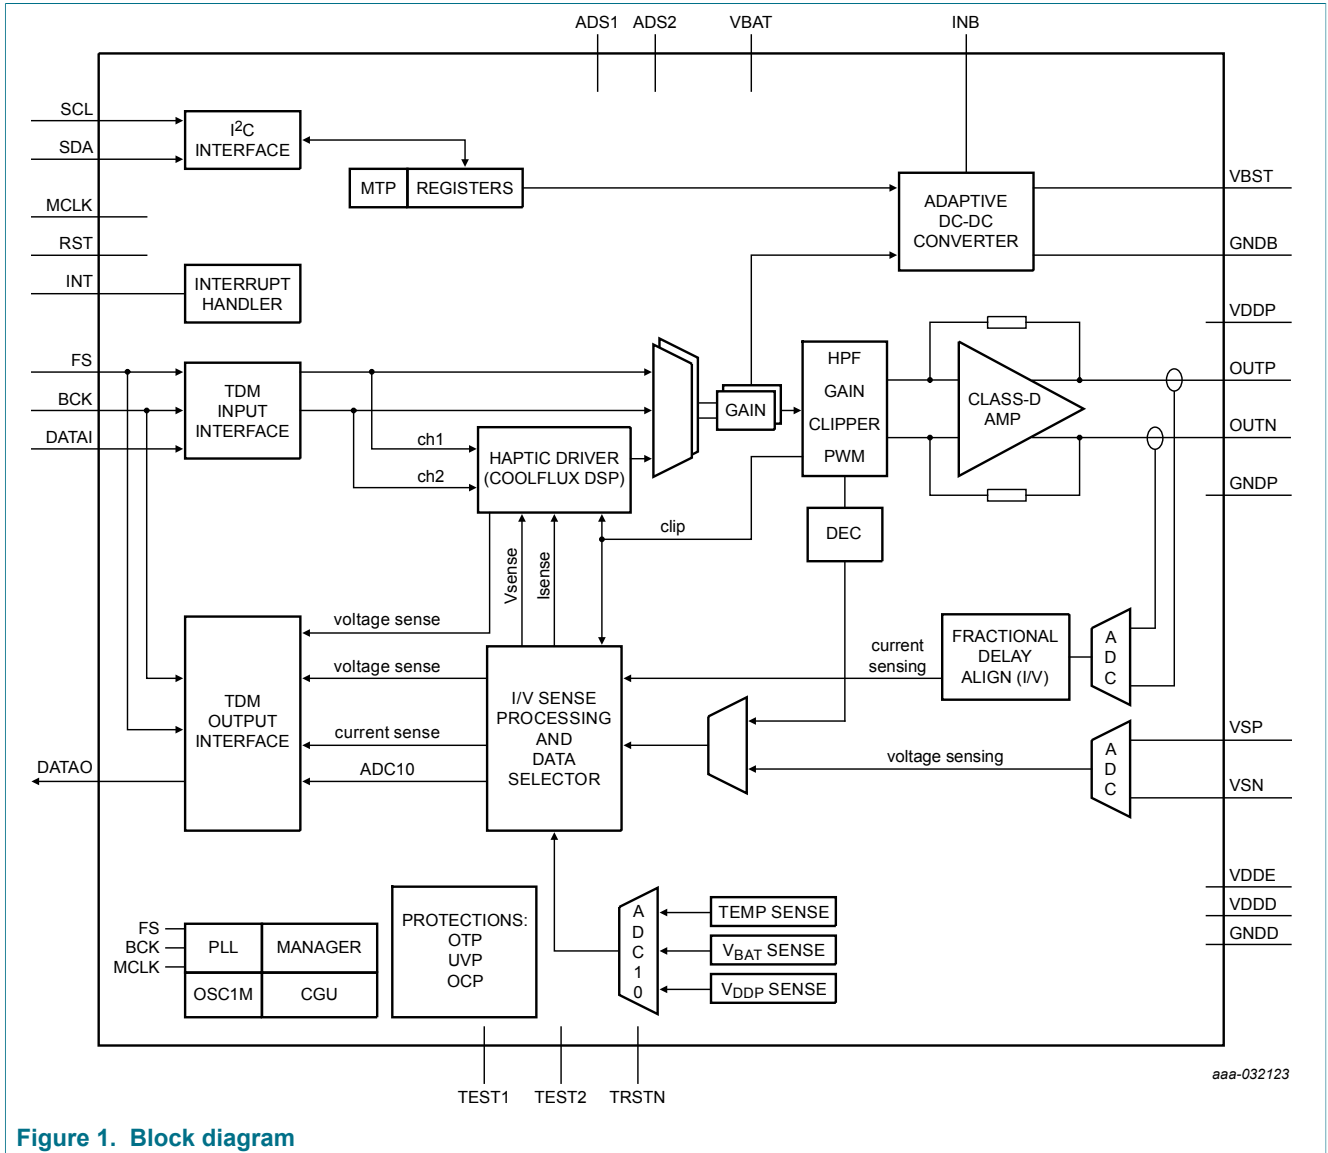 ADS1 ADS2 VBAT INB
SCL
SDA
I2C
INTERFACE
MTP REGISTERS
ADAPTIVE
DC-DC
CONVERTER
VBST
GNDB
MCLK
RST
INT
INTERRUPT
HANDLER
VDDP
FS
BCK
DATAI
TDM
INPUT
INTERFACE
ch1
ch2
HAPTIC DRIVER
(COOLFLUX DSP)
GAIN
HPF
GAIN
CLIPPER
PWM
CLASS-D
AMP
OUTP
OUTN
GNDP
clip
DEC
Vsense
Isense
voltage sense
voltage sense
current sense
ADC10
TDM
OUTPUT
INTERFACE
DATAO
I/V SENSE
PROCESSING
AND
DATA
SELECTOR
current
sensing
FRACTIONAL
DELAY
ALIGN (I/V)
A
D
C
voltage sensing
A
D
C
VSP
VSN
VDDE
VDDD
GNDD
FS
BCK
MCLK
PLL MANAGER
OSC1M CGU
PROTECTIONS:
OTP
UVP
OCP
A
D
C
1
0
TEMP SENSE
VBAT SENSE
VDDP SENSE
TEST1 TEST2 TRSTN
aaa-032123
Figure 1. Block diagram